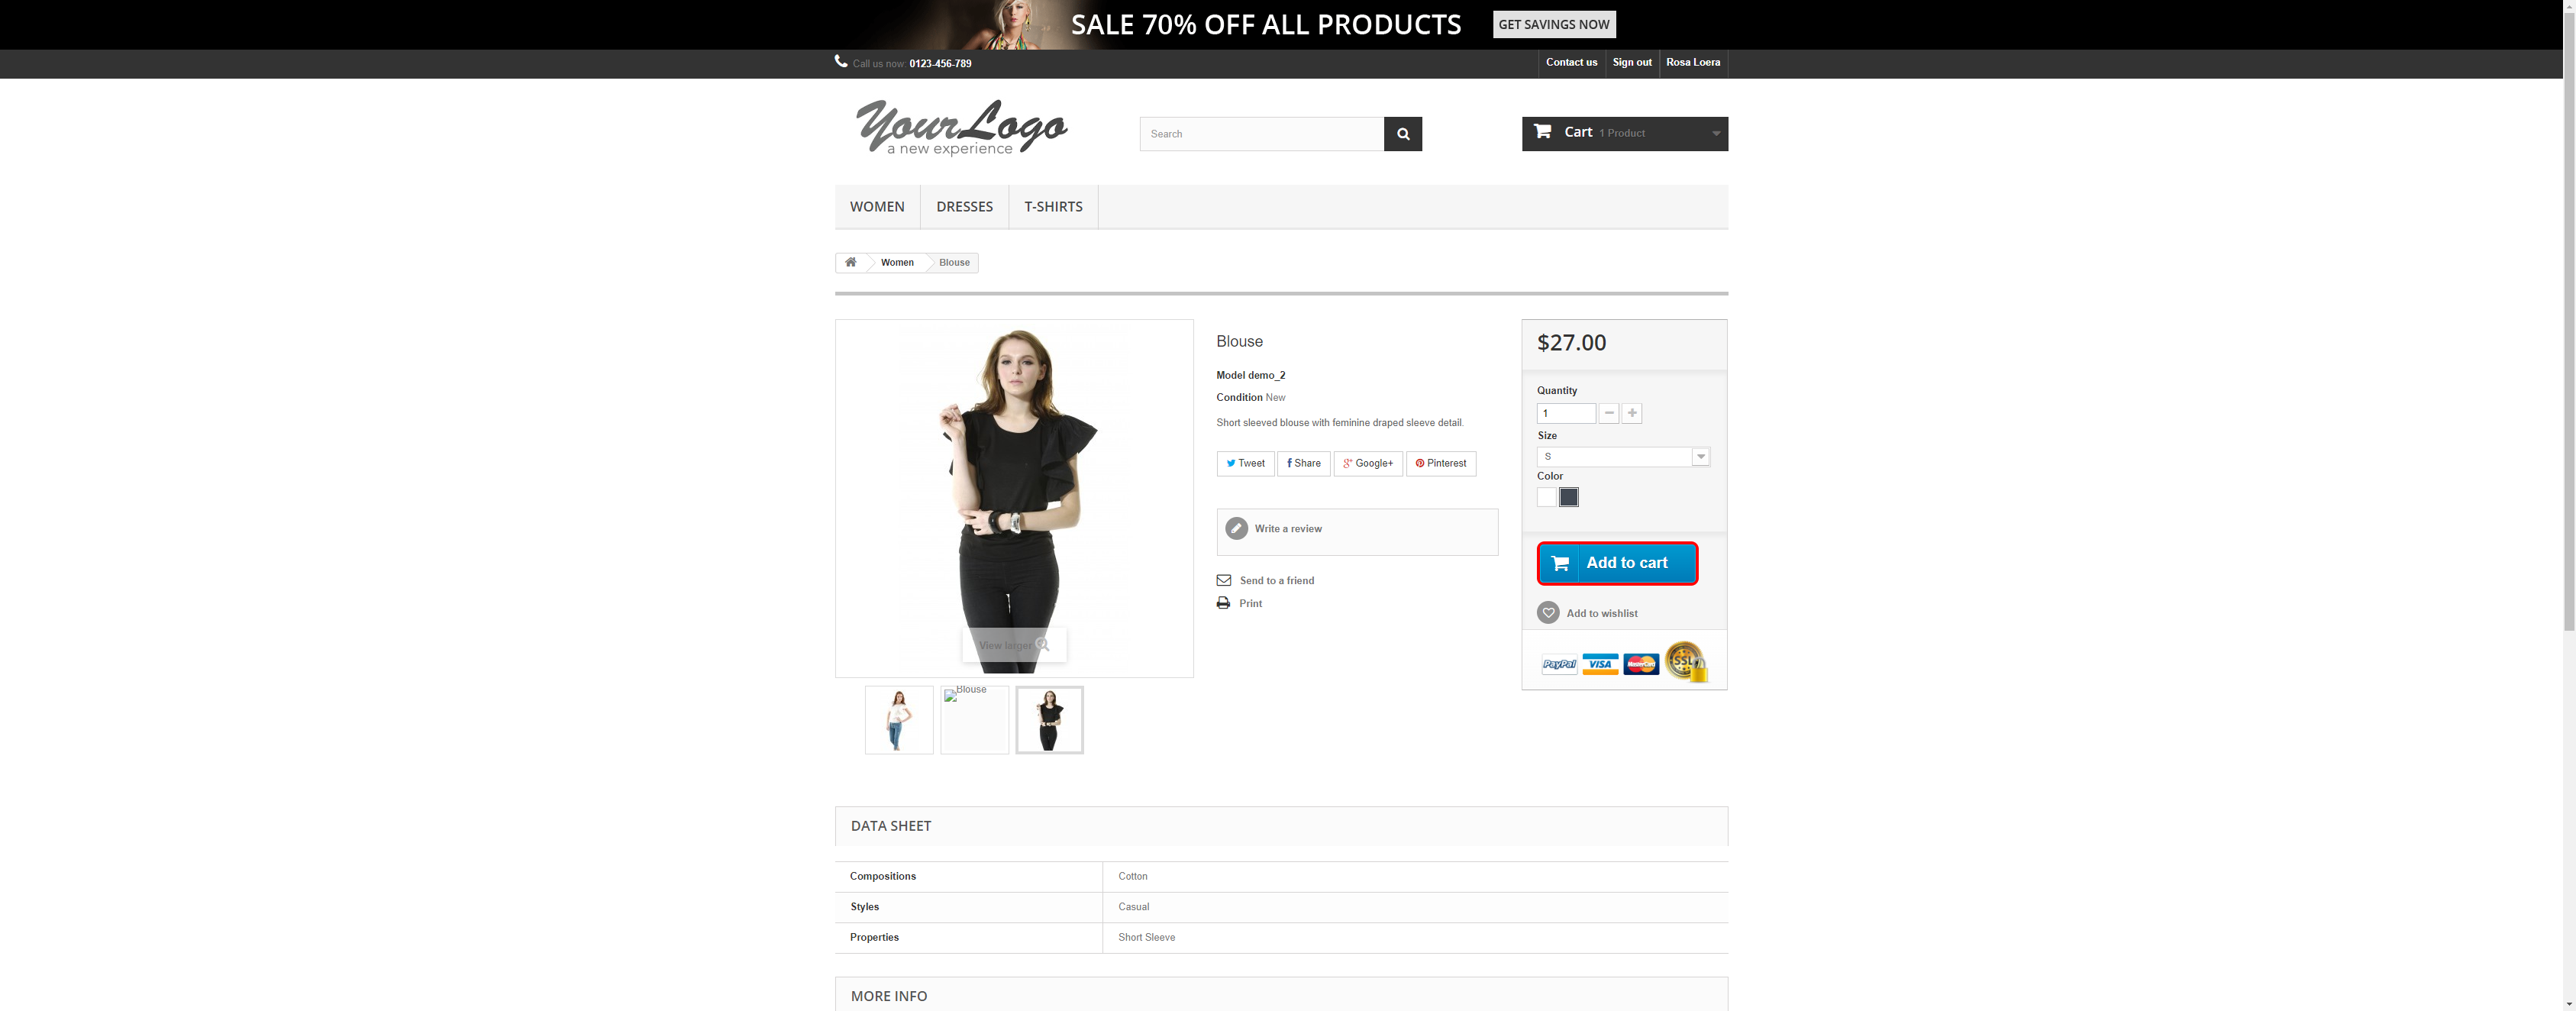 SALE 70% OFF ALL PRODUCTS GET SAVINGS NOW
Call us now: 0123-456-789 Contact us Sign out Rosa Loera
Your Logo
a new experience
Search
Cart 1 Product
WOMEN DRESSES T-SHIRTS
Women Blouse
View larger
Blouse
Blouse
Model demo_2
Condition New
Short sleeved blouse with feminine draped sleeve detail.
Tweet Share Google+ Pinterest
Write a review
Send to a friend
Print
$27.00
Quantity
1
Size
S
Color
Add to cart
Add to wishlist
PayPal VISA MasterCard SSL
DATA SHEET
Compositions Cotton
Styles Casual
Properties Short Sleeve
MORE INFO